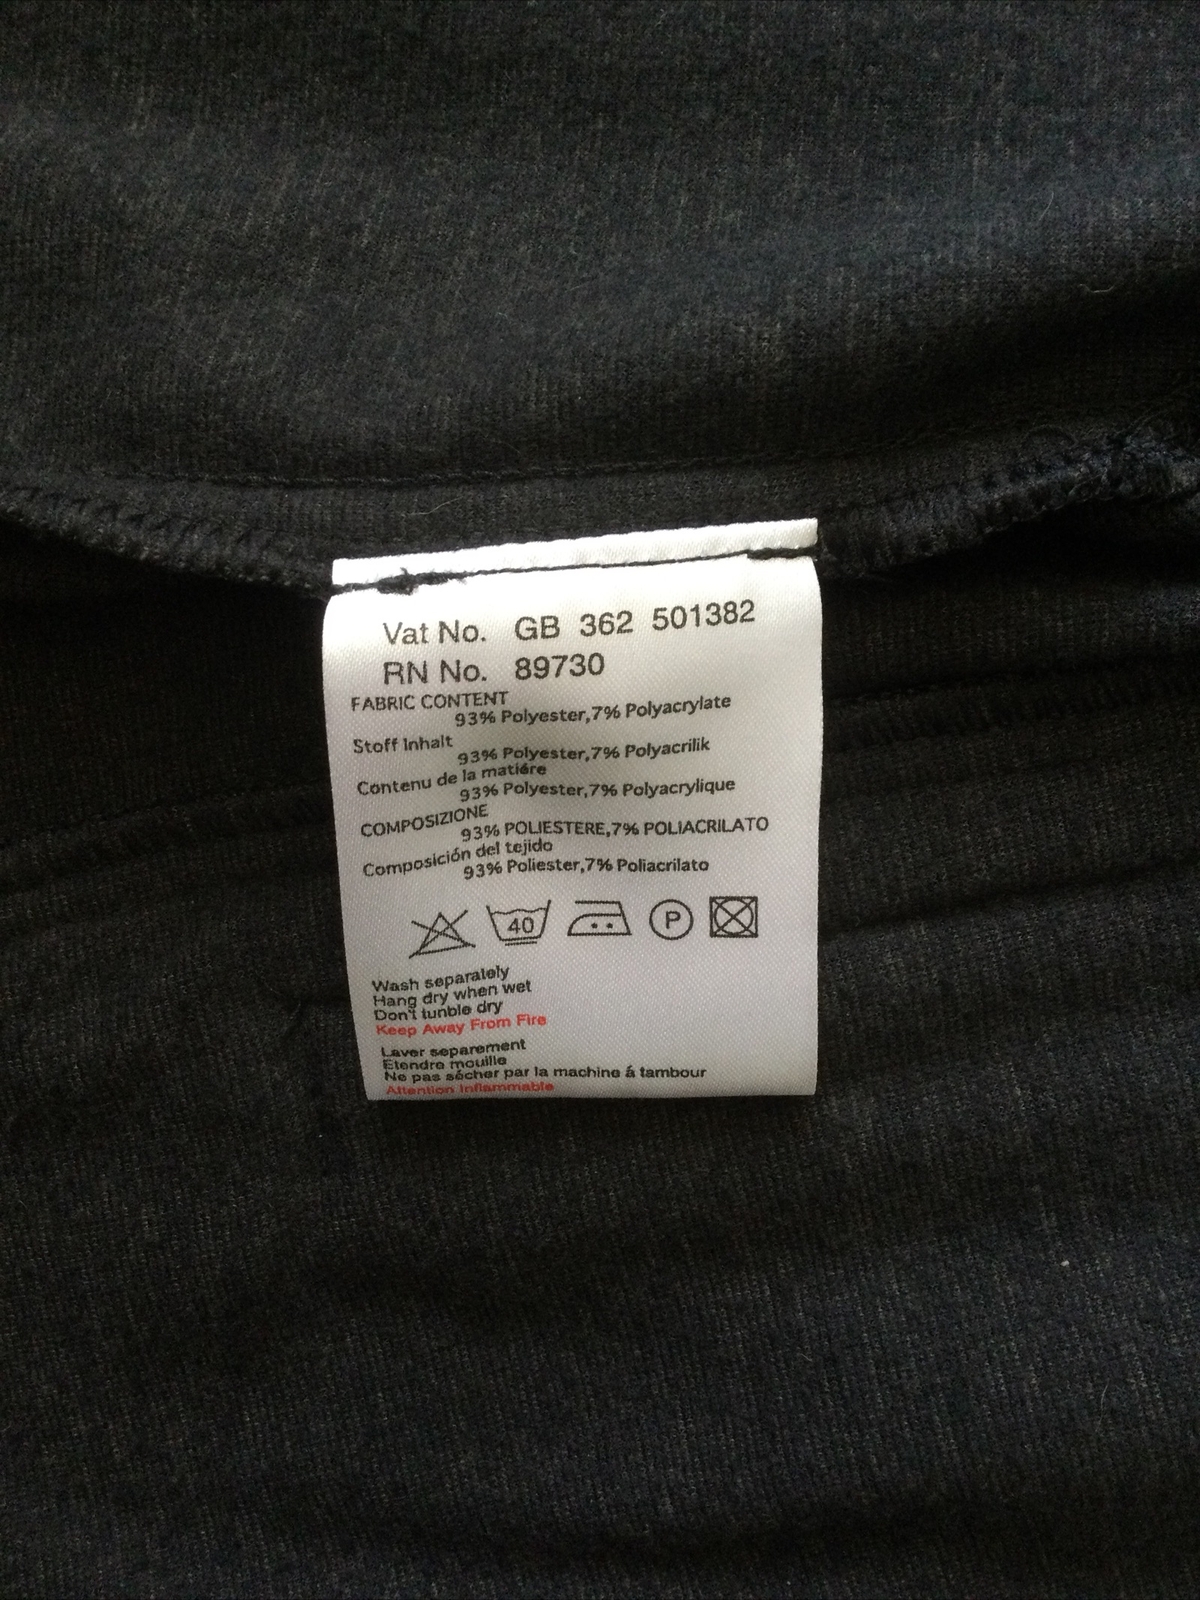 Vat No. GB 362 501382
RN No. 89730
FABRIC CONTENT
93% Polyester,7% Polyacrylate
Stoff Inhalt
93% Polyester,7% Polyacrilik
Contenu de la matiére
93% Polyester,7% Polyacrylique
COMPOSIZIONE
93% POLIESTERE,7% POLIACRILATO
Composición del tejido
93% Poliester,7% Poliacrilato
40 P
Wash separately
Hang dry when wet
Don't tunble dry
Keep Away From Fire
Laver separement
Etendre mouille
Ne pas sécher par la machine á tambour
Attention Inflammable